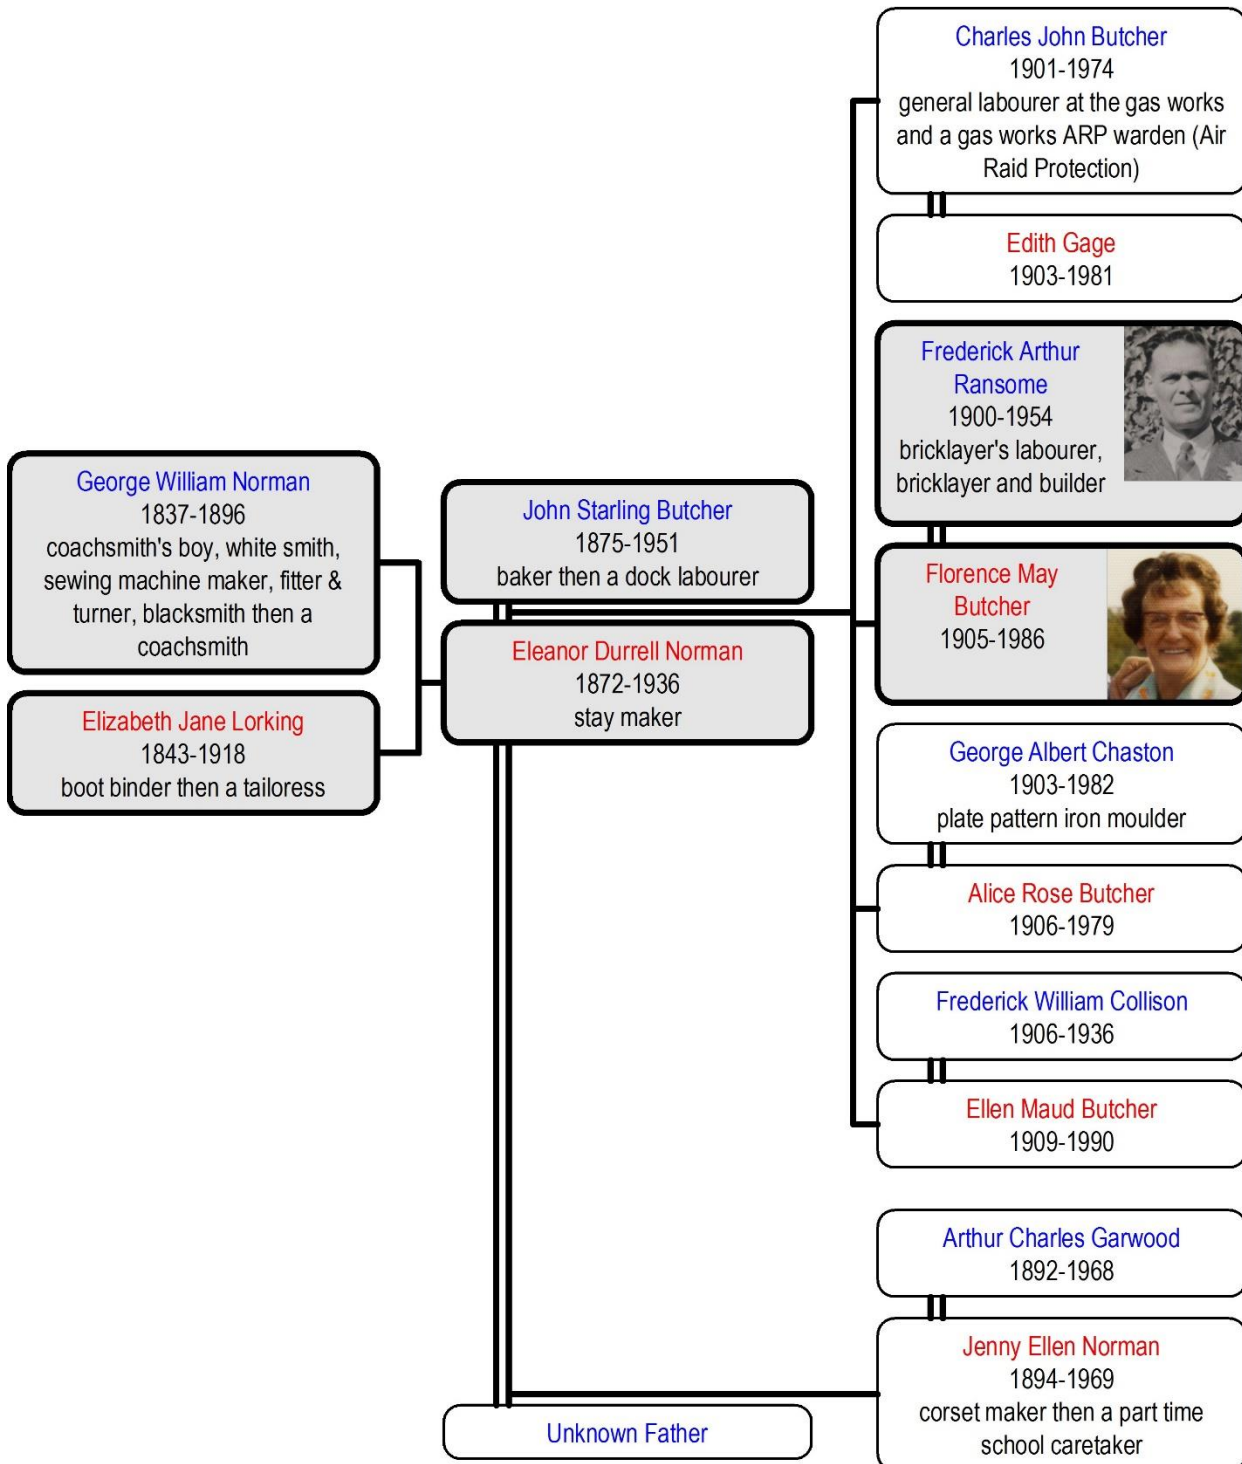 George William Norman
1837-1896
coachsmith's boy, white smith,
sewing machine maker, fitter &
turner, blacksmith then a
coachsmith
Elizabeth Jane Lorking
1843-1918
boot binder then a tailoress
John Starling Butcher
1875-1951
baker then a dock labourer
Eleanor Durrell Norman
1872-1936
stay maker
Unknown Father
Charles John Butcher
1901-1974
general labourer at the gas works
and a gas works ARP warden (Air
Raid Protection)
Edith Gage
1903-1981
Frederick Arthur
Ransome
1900-1954
bricklayer's labourer,
bricklayer and builder
Florence May
Butcher
1905-1986
George Albert Chaston
1903-1982
plate pattern iron moulder
Alice Rose Butcher
1906-1979
Frederick William Collison
1906-1936
Ellen Maud Butcher
1909-1990
Arthur Charles Garwood
1892-1968
Jenny Ellen Norman
1894-1969
corset maker then a part time
school caretaker